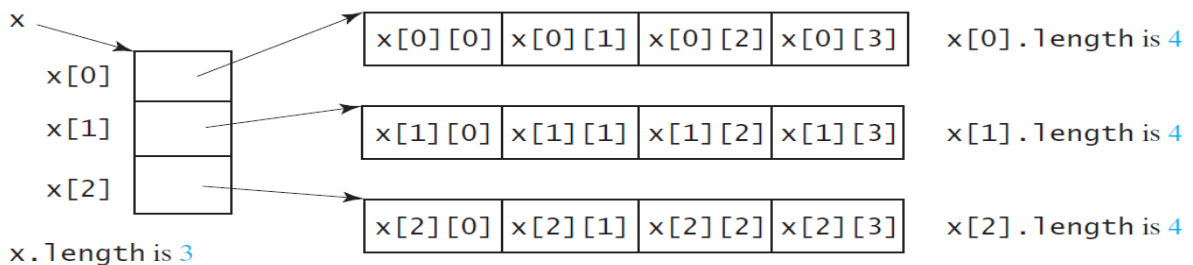 x
x[0]
x[1]
x[2]
x.length is 3
x[0][0] x[0][1] x[0][2] x[0][3] x[0].length is 4
x[1][0] x[1][1] x[1][2] x[1][3] x[1].length is 4
x[2][0] x[2][1] x[2][2] x[2][3] x[2].length is 4